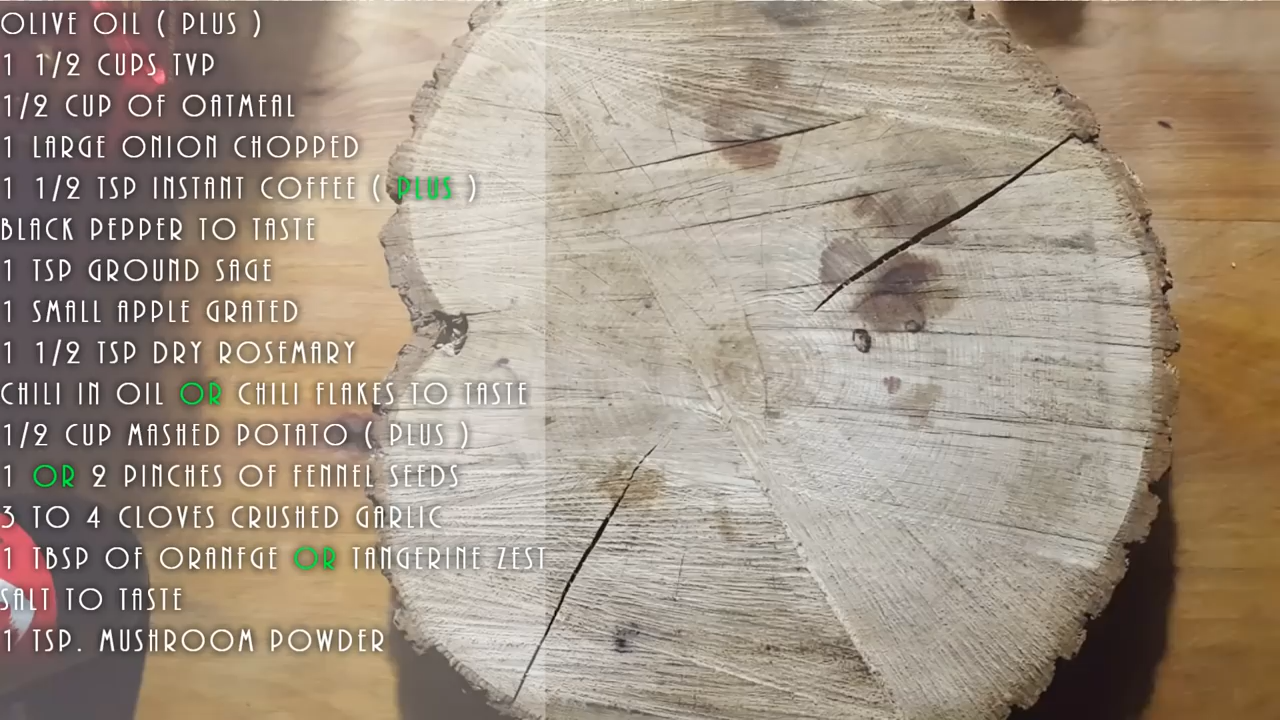 OLIVE OIL ( PLUS )
1 1/2 CUPS TVP
1/2 CUP OF OATMEAL
1 LARGE ONION CHOPPED
1 1/2 TSP INSTANT COFFEE ( PLUS )
BLACK PEPPER TO TASTE
1 TSP GROUND SAGE
1 SMALL APPLE GRATED
1 1/2 TSP DRY ROSEMARY
CHILI IN OIL OR CHILI FLAKES TO TASTE
1/2 CUP MASHED POTATO ( PLUS )
1 OR 2 PINCHES OF FENNEL SEEDS
3 TO 4 CLOVES CRUSHED GARLIC
1 TBSP OF ORANFGE OR TANGERINE ZEST
SALT TO TASTE
1 TSP. MUSHROOM POWDER